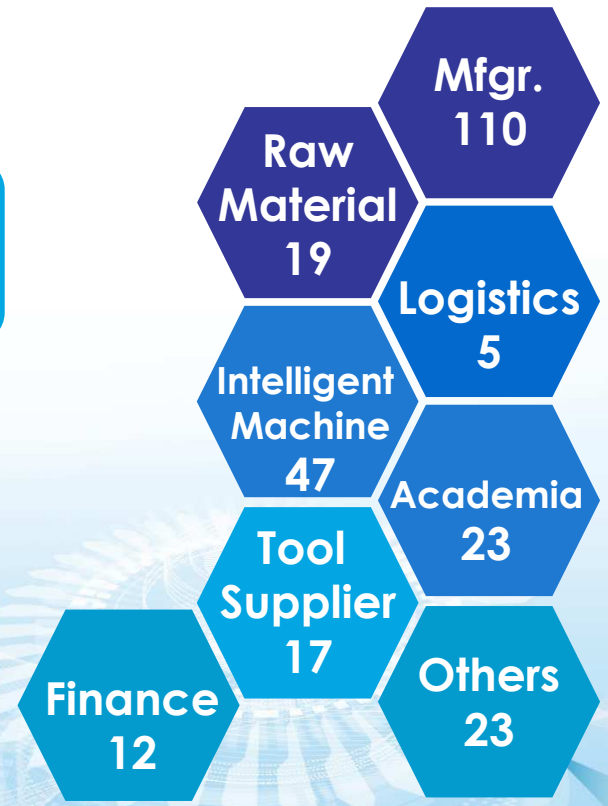 Mfgr.
110
Raw
Material
19
Logistics
5
Intelligent
Machine
47
Academia
23
Tool
Supplier
17
Others
23
Finance
12